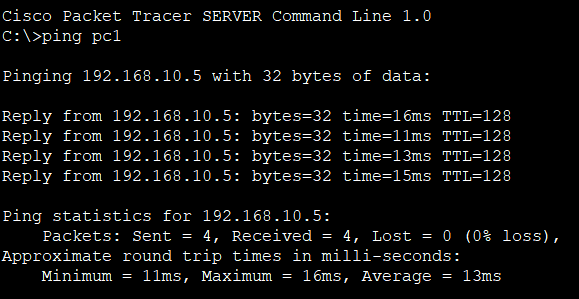 Cisco Packet Tracer SERVER Command Line 1.0
C:\>ping pc1
Pinging 192.168.10.5 with 32 bytes of data:
Reply from 192.168.10.5: bytes=32 time=16ms TTL=128
Reply from 192.168.10.5: bytes=32 time=11ms TTL=128
Reply from 192.168.10.5: bytes=32 time=13ms TTL=128
Reply from 192.168.10.5: bytes=32 time=15ms TTL=128
Ping statistics for 192.168.10.5:
Packets: Sent = 4, Received = 4, Lost = 0 (0% loss),
Approximate round trip times in milli-seconds:
Minimum = 11ms, Maximum = 16ms, Average = 13ms